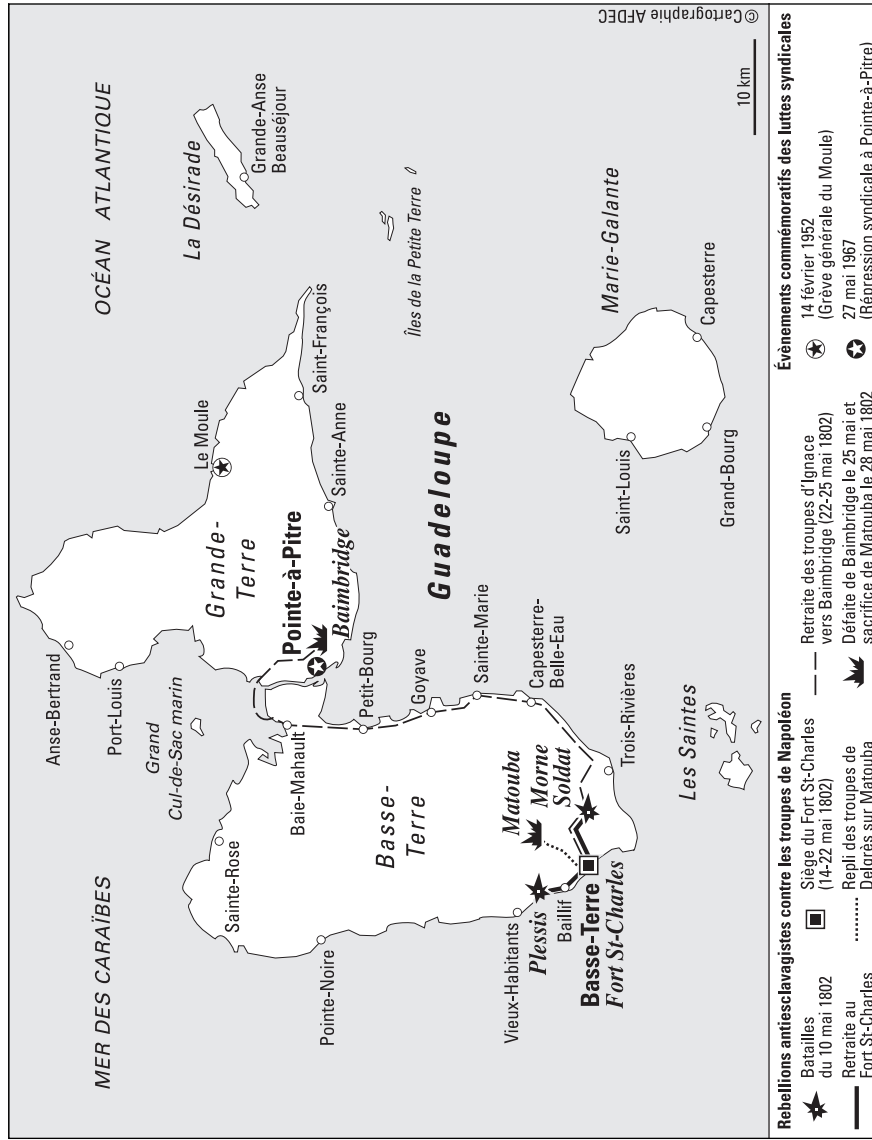 MER DES CARAÏBES
OCÉAN ATLANTIQUE
Anse-Bertrand
Port-Louis
Grand
Cul-de-Sac marin
Sainte-Rose
Pointe-Noire
Baie-Mahault
Basse-
Terre
Grande-
Terre
Le Moule
La Désirade
Grande-Anse
Beauséjour
Pointe-à-Pitre
Baimbridge
Saint-François
Sainte-Anne
Îles de la Petite Terre
Petit-Bourg
Goyave
Guadeloupe
Sainte-Marie
Capesterre-
Belle-Eau
Vieux-Habitants
Plessis
Baillif
Basse-Terre
Fort St-Charles
Matouba
Morne
Soldat
Trois-Rivières
Les Saintes
Marie-Galante
Saint-Louis
Grand-Bourg
Capesterre
10 km
©Cartographie AFDEC
Rebellions antiesclavagistes contre les troupes de Napoléon
Batailles
du 10 mai 1802
Retraite au
Fort St-Charles
Siège du Fort St-Charles
(14-22 mai 1802)
Repli des troupes de
Delgrès sur Matouba
Retraite des troupes d'Ignace
vers Baimbridge (22-25 mai 1802)
Défaite de Baimbridge le 25 mai et
sacrifice de Matouba le 28 mai 1802
Évènements commémoratifs des luttes syndicales
14 février 1952
(Grève générale du Moule)
27 mai 1967
(Répression syndicale à Pointe-à-Pitre)